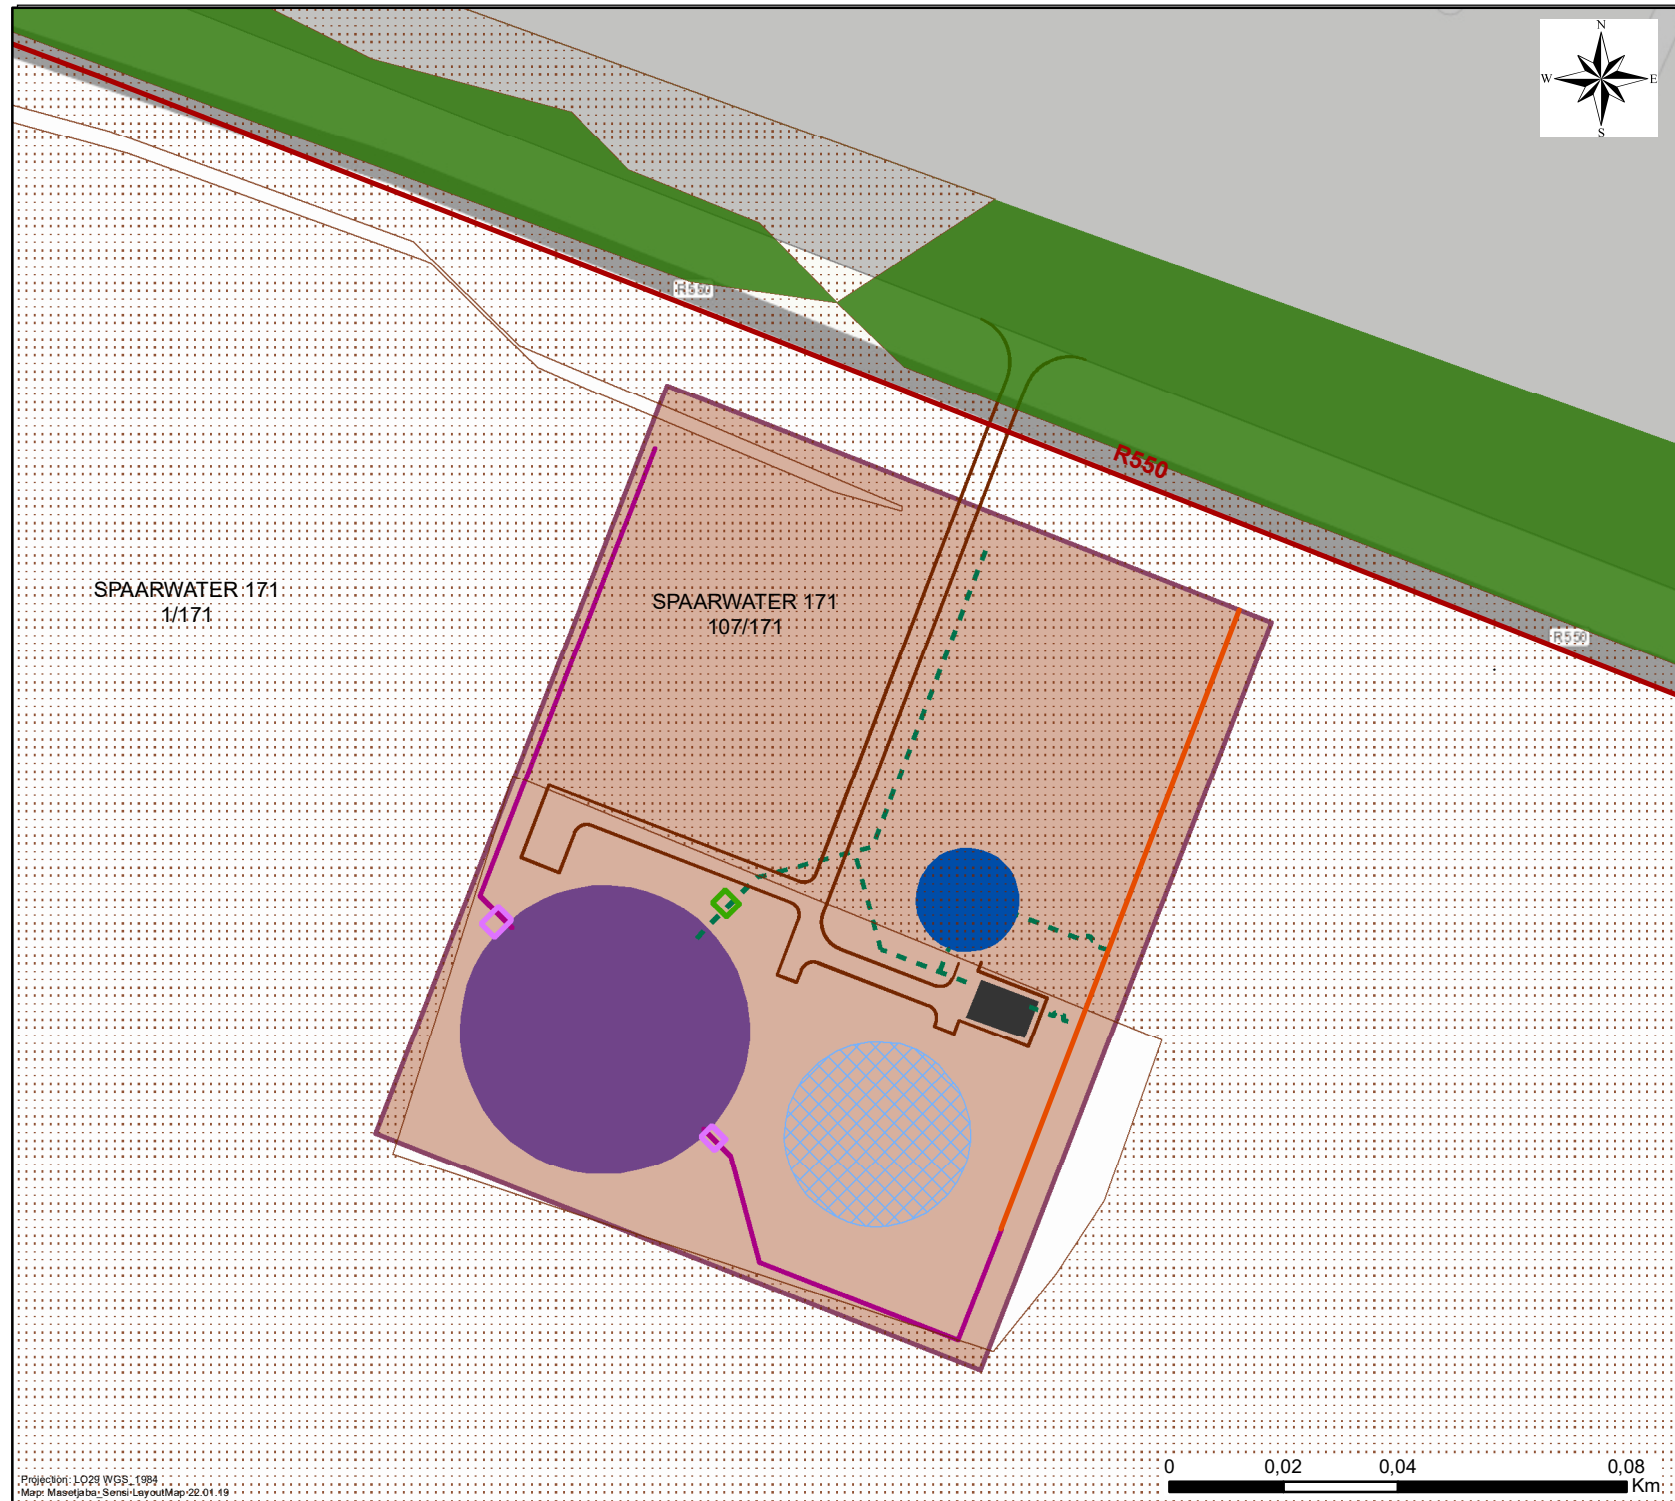 N
W E
S
R550
R550
SPAARWATER 171
1/171
SPAARWATER 171
107/171
R550
0 0,02 0,04 0,08
Km
Projection: LO29 WGS_1984
Map: Masetjaba_Sensi LayoutMap 22.01.19